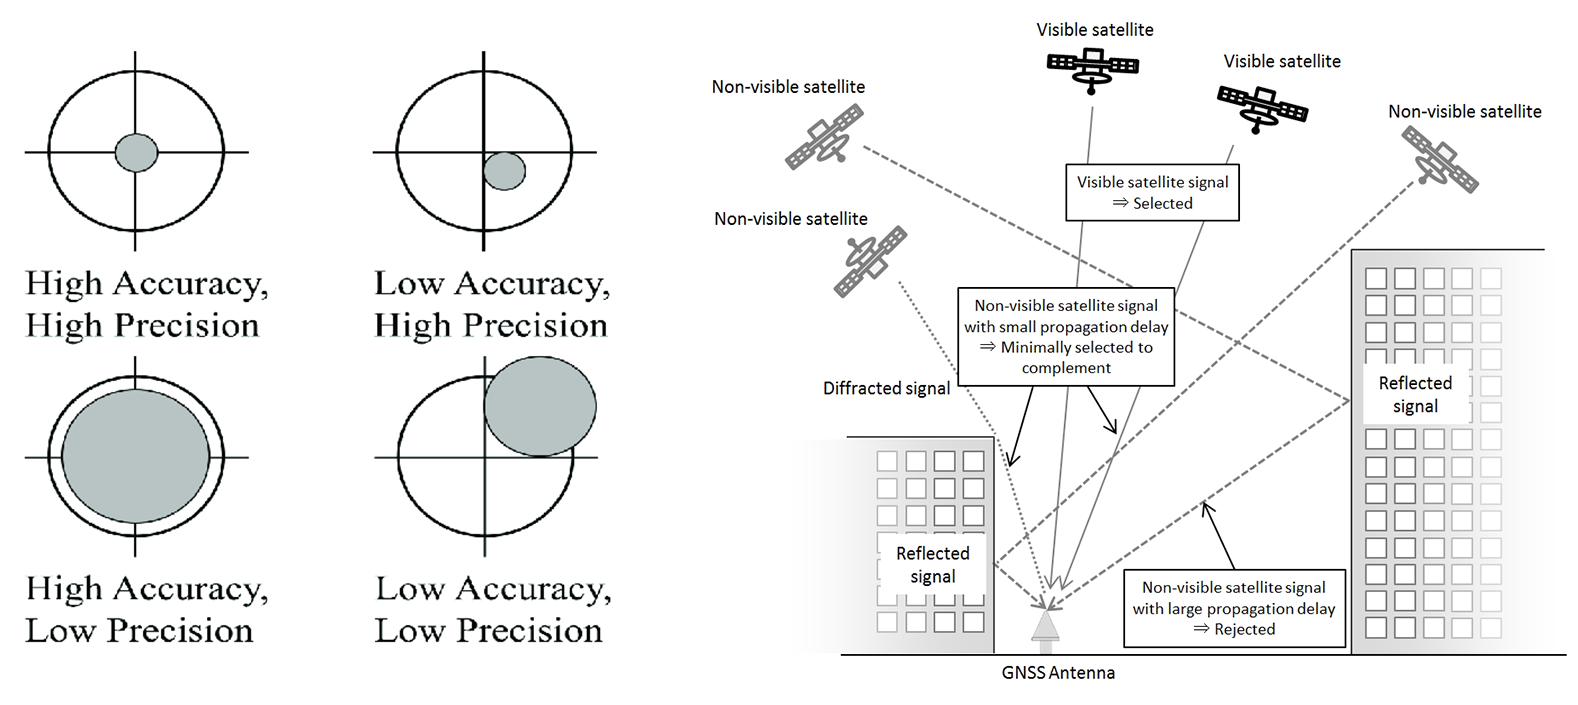 High Accuracy,
High Precision
Low Accuracy,
High Precision
High Accuracy,
Low Precision
Low Accuracy,
Low Precision
Visible satellite
Visible satellite
Non-visible satellite
Non-visible satellite
Non-visible satellite
Visible satellite signal
⇒ Selected
Non-visible satellite signal
with small propagation delay
⇒ Minimally selected to
complement
Diffracted signal
Reflected
signal
Reflected
signal
Non-visible satellite signal
with large propagation delay
⇒ Rejected
GNSS Antenna